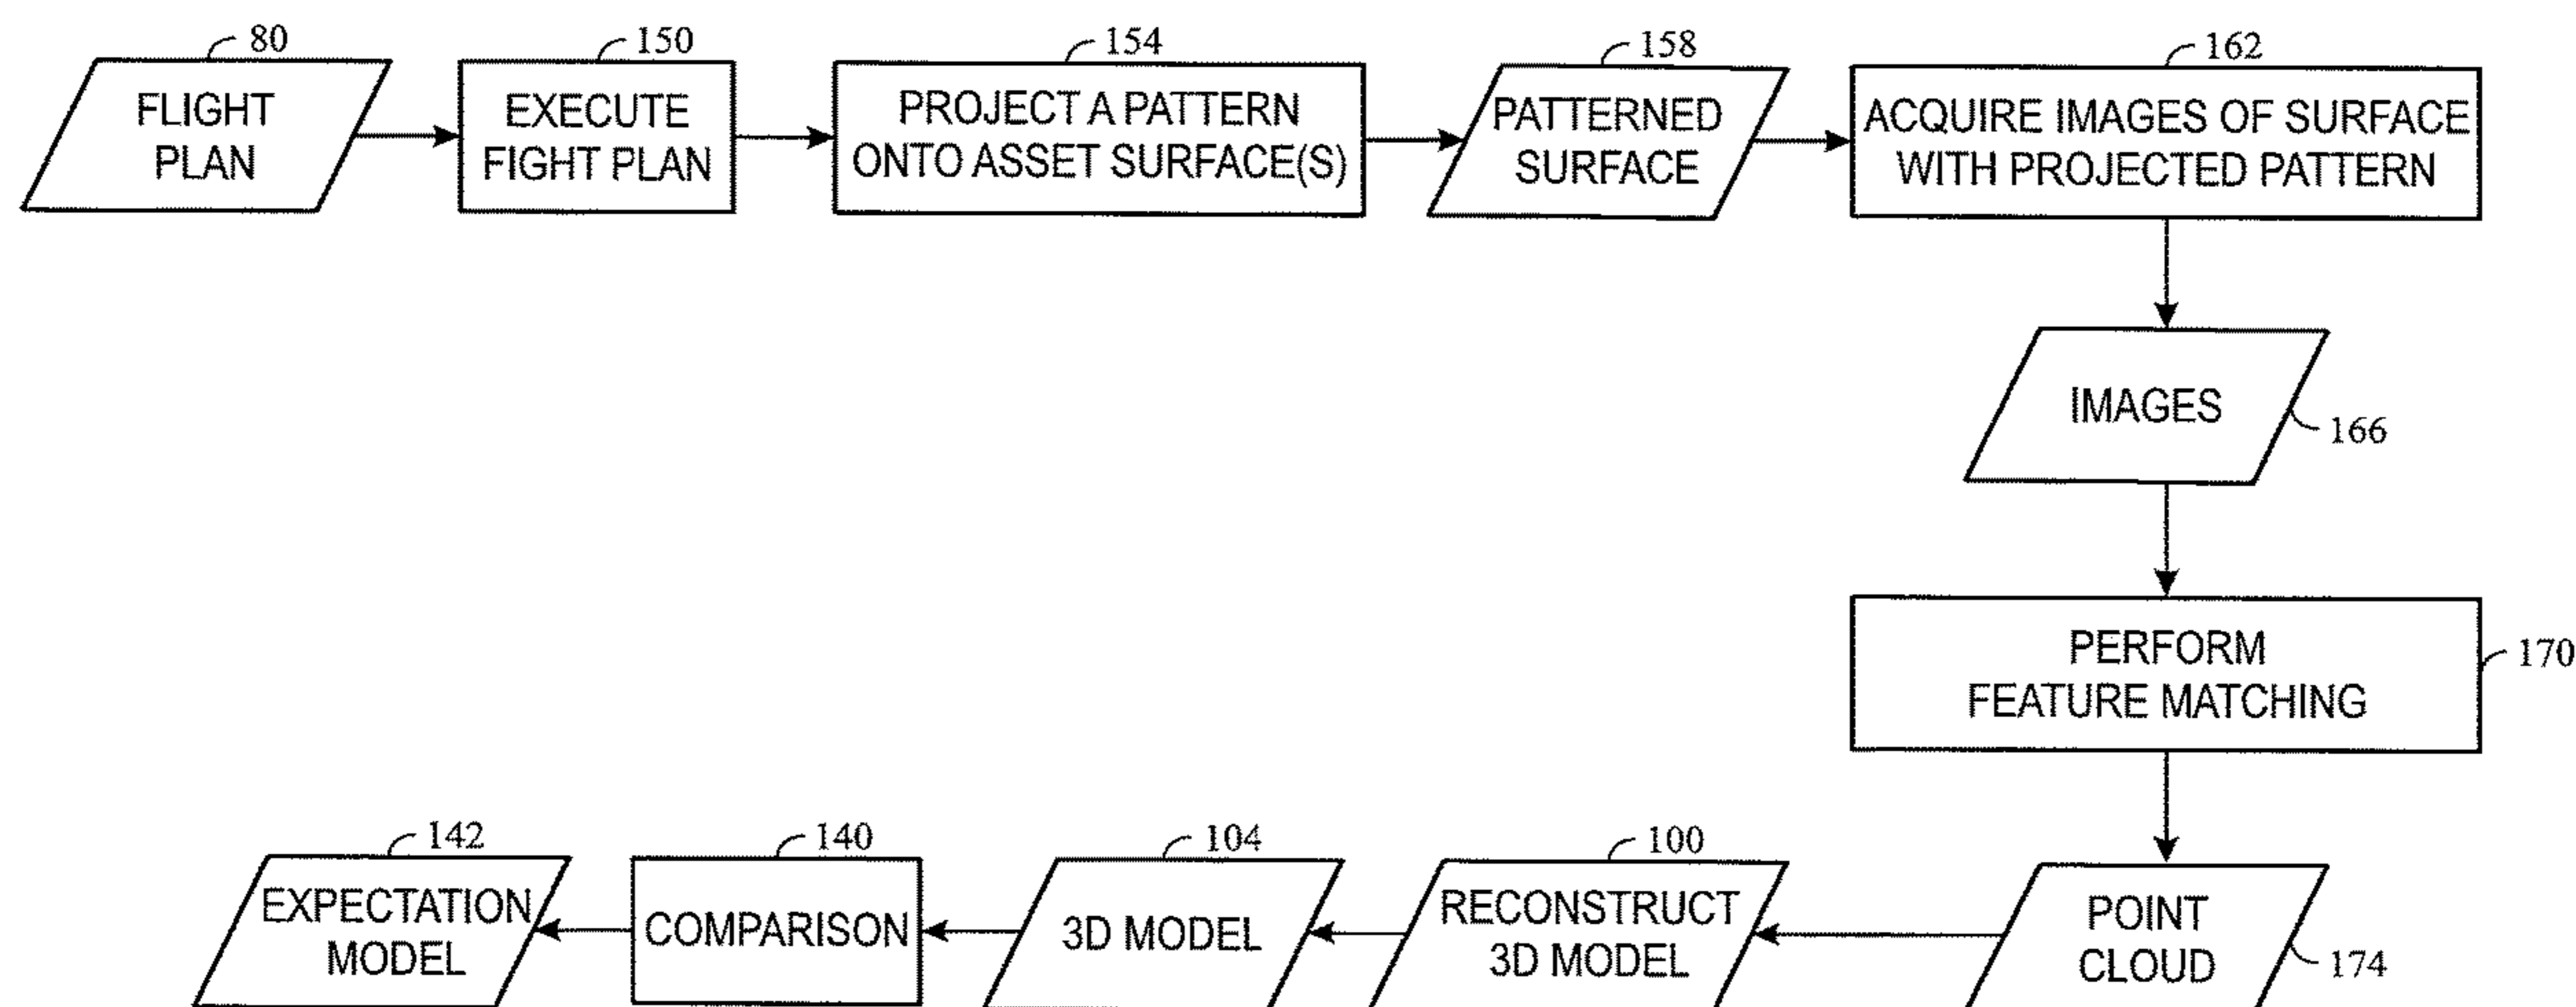 80
FLIGHT
PLAN
150
EXECUTE
FIGHT PLAN
154
PROJECT A PATTERN
ONTO ASSET SURFACE(S)
158
PATTERNED
SURFACE
162
ACQUIRE IMAGES OF SURFACE
WITH PROJECTED PATTERN
IMAGES
166
PERFORM
FEATURE MATCHING
170
POINT
CLOUD
174
100
RECONSTRUCT
3D MODEL
104
3D MODEL
140
COMPARISON
142
EXPECTATION
MODEL